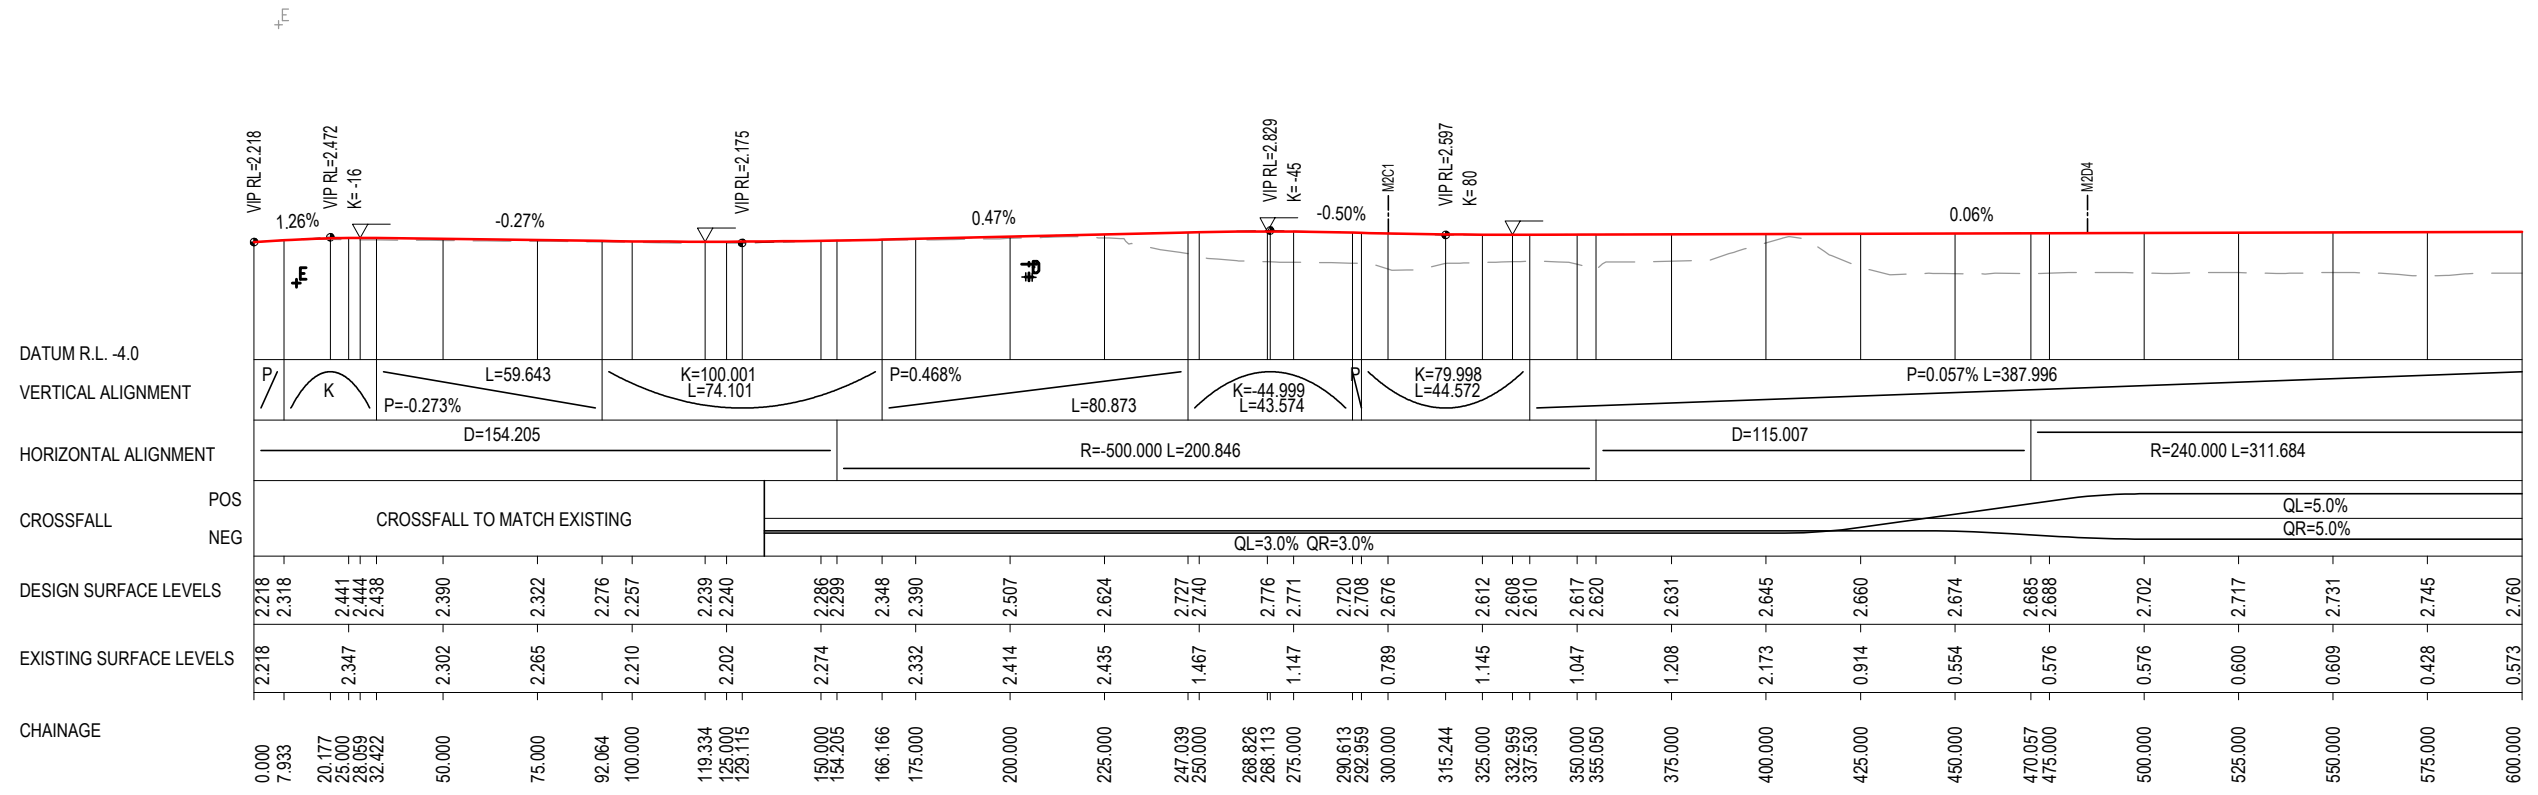 E
VIP RL=2.218
1.26%
VIP RL=2.472
K= -16
-0.27%
VIP RL=2.175
0.47%
VIP RL=2.829
K= -45
-0.50%
M2C1
VIP RL=2.597
K= 80
0.06%
M2D4
E
DATUM R.L. -4.0
VERTICAL ALIGNMENT
P
K
L=59.643
P=-0.273%
K=100.001
L=74.101
P=0.468%
L=80.873
K=-44.999
L=43.574
P
K=79.998
L=44.572
P=0.057% L=387.996
HORIZONTAL ALIGNMENT
D=154.205
R=-500.000 L=200.846
D=115.007
R=240.000 L=311.684
CROSSFALL
POS
NEG
CROSSFALL TO MATCH EXISTING
QL=3.0% QR=3.0%
QL=5.0%
QR=5.0%
DESIGN SURFACE LEVELS
2.218 2.318 2.441 2.444 2.438 2.390 2.322 2.276 2.257 2.239 2.240 2.286 2.299 2.348 2.390 2.507 2.624 2.727 2.740 2.776 2.771 2.720 2.708 2.676 2.612 2.608 2.610 2.617 2.620 2.631 2.645 2.660 2.674 2.685 2.688 2.702 2.717 2.731 2.745 2.760
EXISTING SURFACE LEVELS
2.218 2.347 2.302 2.265 2.210 2.202 2.274 2.332 2.414 2.435 1.467 1.147 0.789 1.145 1.047 1.208 2.173 0.914 0.554 0.576 0.576 0.600 0.609 0.428 0.573
CHAINAGE
0.000 7.933 20.177 25.000 28.059 32.422 50.000 75.000 92.064 100.000 119.334 125.000 129.115 150.000 154.205 166.166 175.000 200.000 225.000 247.039 250.000 268.826 268.113 275.000 290.613 292.959 300.000 315.244 325.000 332.959 337.530 350.000 355.050 375.000 400.000 425.000 450.000 470.057 475.000 500.000 525.000 550.000 575.000 600.000